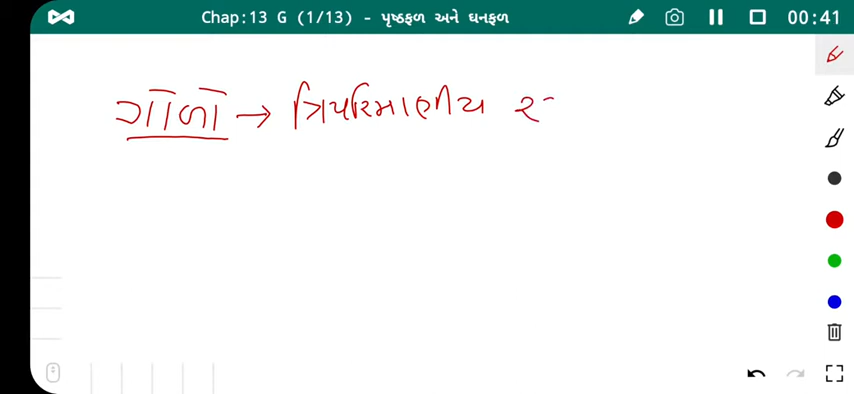 Chap:13 G (1/13) - પૃષ્ઠફળ અને ઘનફળ 00:41
ગોળો → ત્રિપરિમાણીય